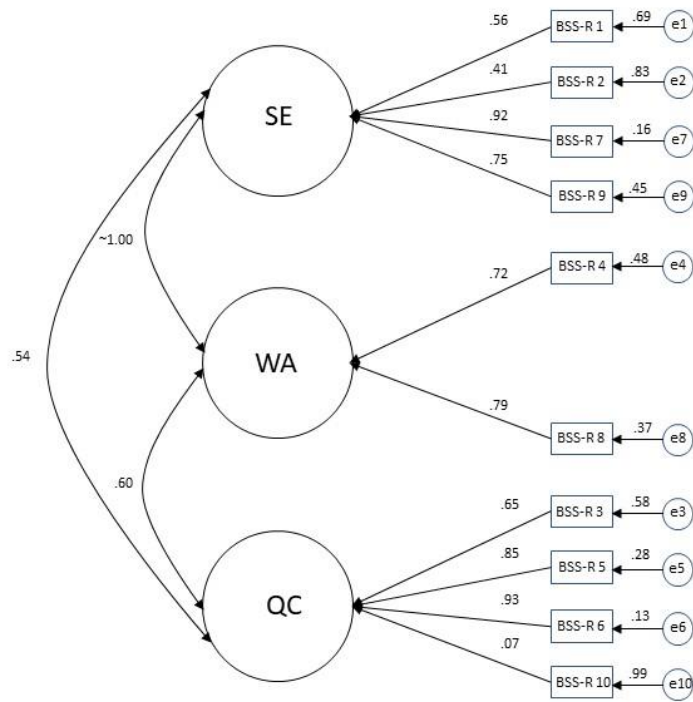 .56
BSS-R 1
.69
e1
.41
BSS-R 2
.83
e2
SE
.92
BSS-R 7
.16
e7
.75
BSS-R 9
.45
e9
~1.00
.72
BSS-R 4
.48
e4
.54
WA
.79
BSS-R 8
.37
e8
.60
.65
BSS-R 3
.58
e3
.85
BSS-R 5
.28
e5
QC
.93
BSS-R 6
.13
e6
.07
BSS-R 10
.99
e10